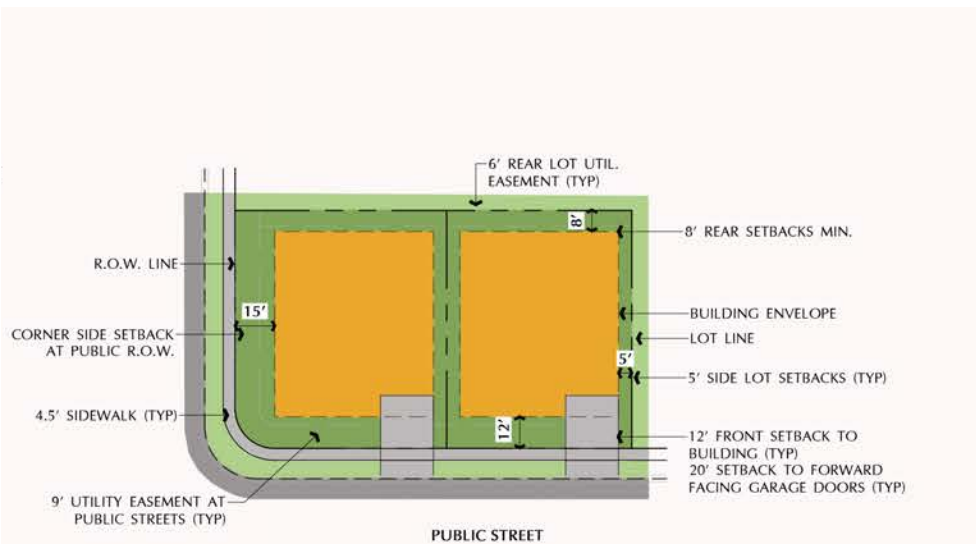 6' REAR LOT UTIL.
EASEMENT (TYP)
8'
8' REAR SETBACKS MIN.
R.O.W. LINE
15'
BUILDING ENVELOPE
CORNER SIDE SETBACK
AT PUBLIC R.O.W.
LOT LINE
5'
5' SIDE LOT SETBACKS (TYP)
4.5' SIDEWALK (TYP)
12'
12' FRONT SETBACK TO
BUILDING (TYP)
20' SETBACK TO FORWARD
FACING GARAGE DOORS (TYP)
9' UTILITY EASEMENT AT
PUBLIC STREETS (TYP)
PUBLIC STREET